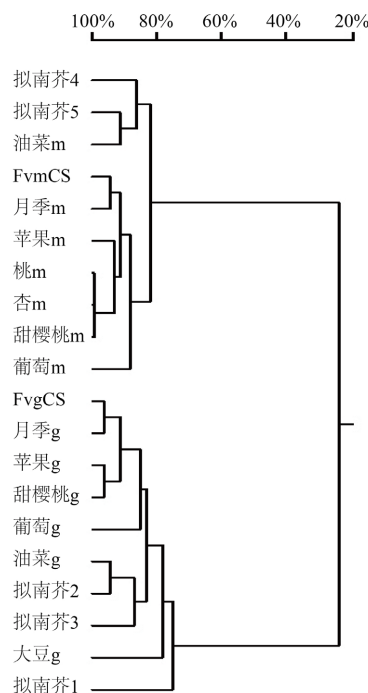 100% 80% 60% 40% 20%
拟南芥4
拟南芥5
油菜m
FvmCS
月季m
苹果m
桃m
杏m
甜樱桃m
葡萄m
FvgCS
月季g
苹果g
甜樱桃g
葡萄g
油菜g
拟南芥2
拟南芥3
大豆g
拟南芥1